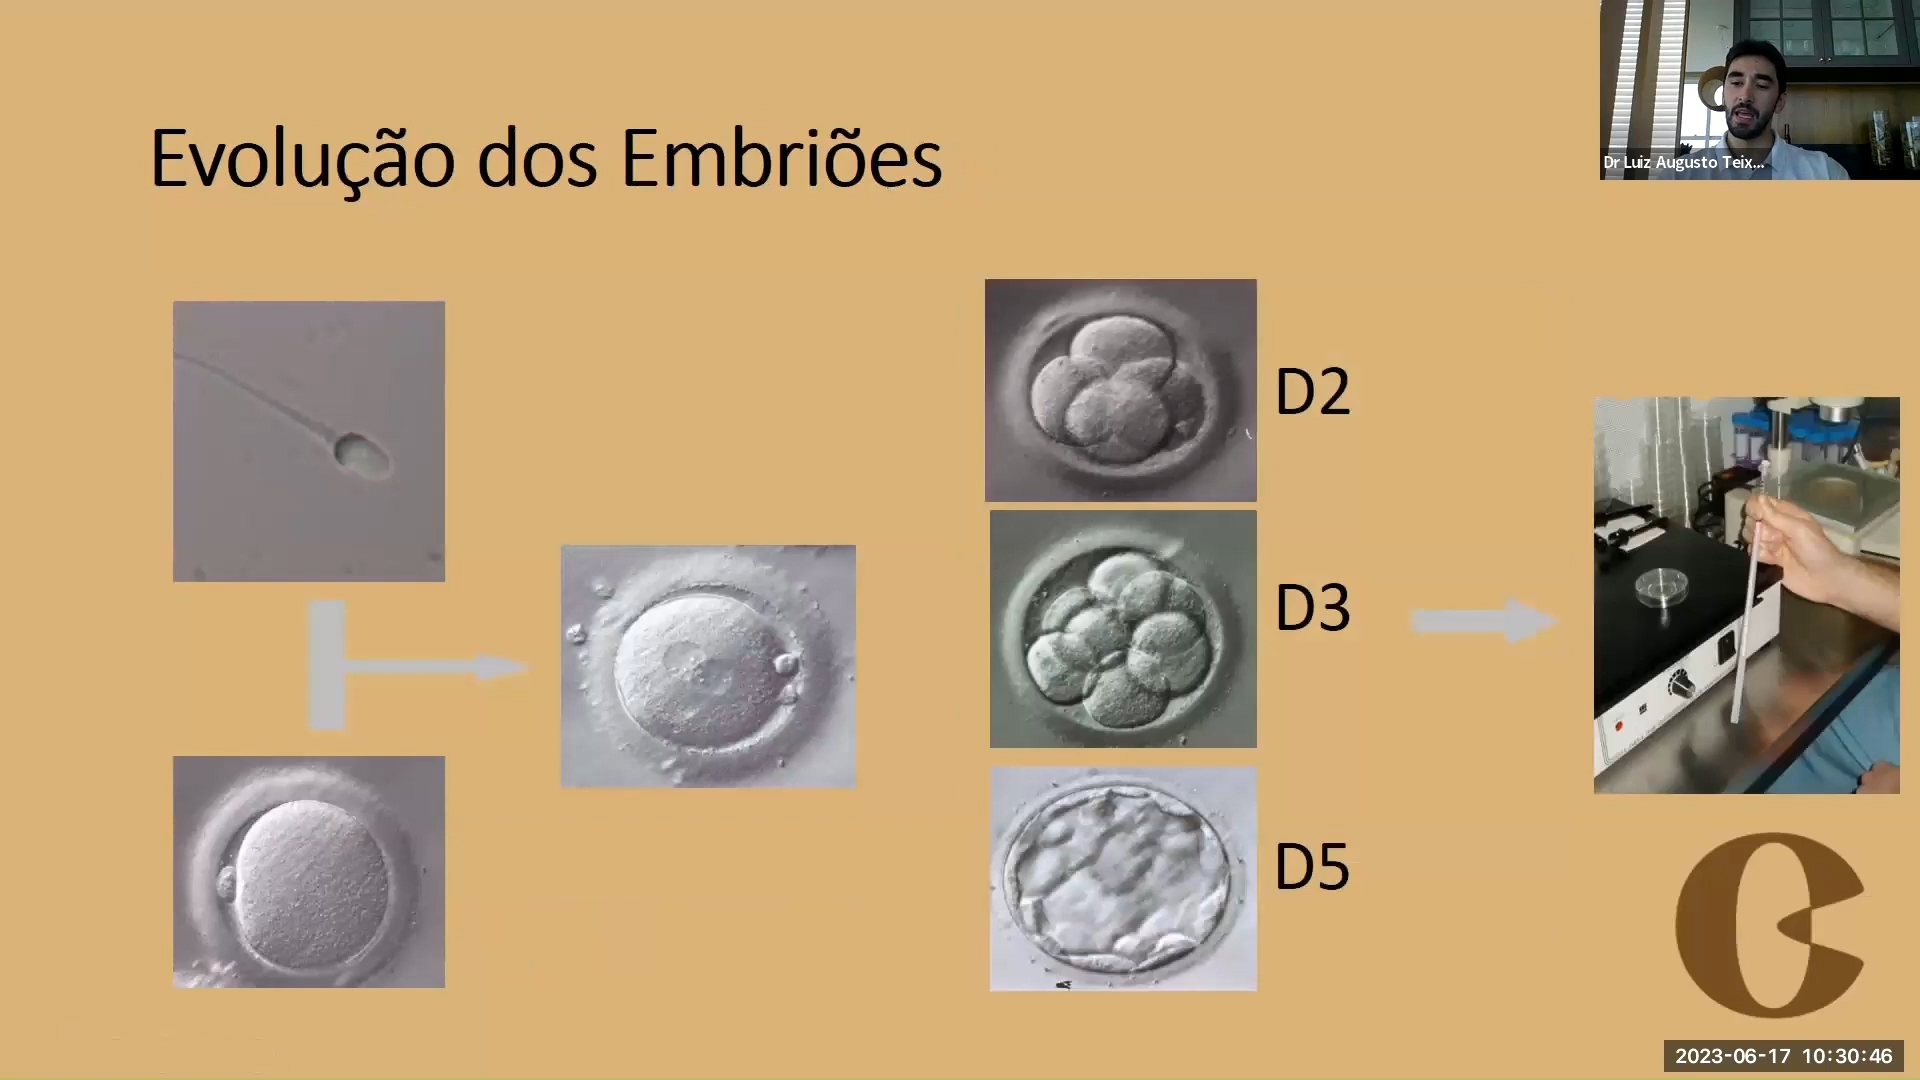 Evolução dos Embriões
Dr Luiz Augusto Teix...
D2
D3
D5
2023-06-17 10:30:46